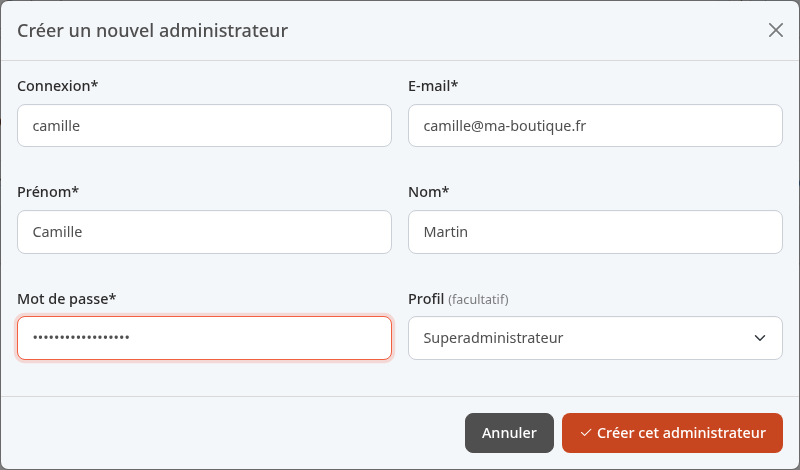 Créer un nouvel administrateur
Connexion*
E-mail*
camille
camille@ma-boutique.fr
Prénom*
Nom*
Camille
Martin
Mot de passe*
Profil (facultatif)
••••••••••••••••••
Superadministrateur
Annuler
Créer cet administrateur